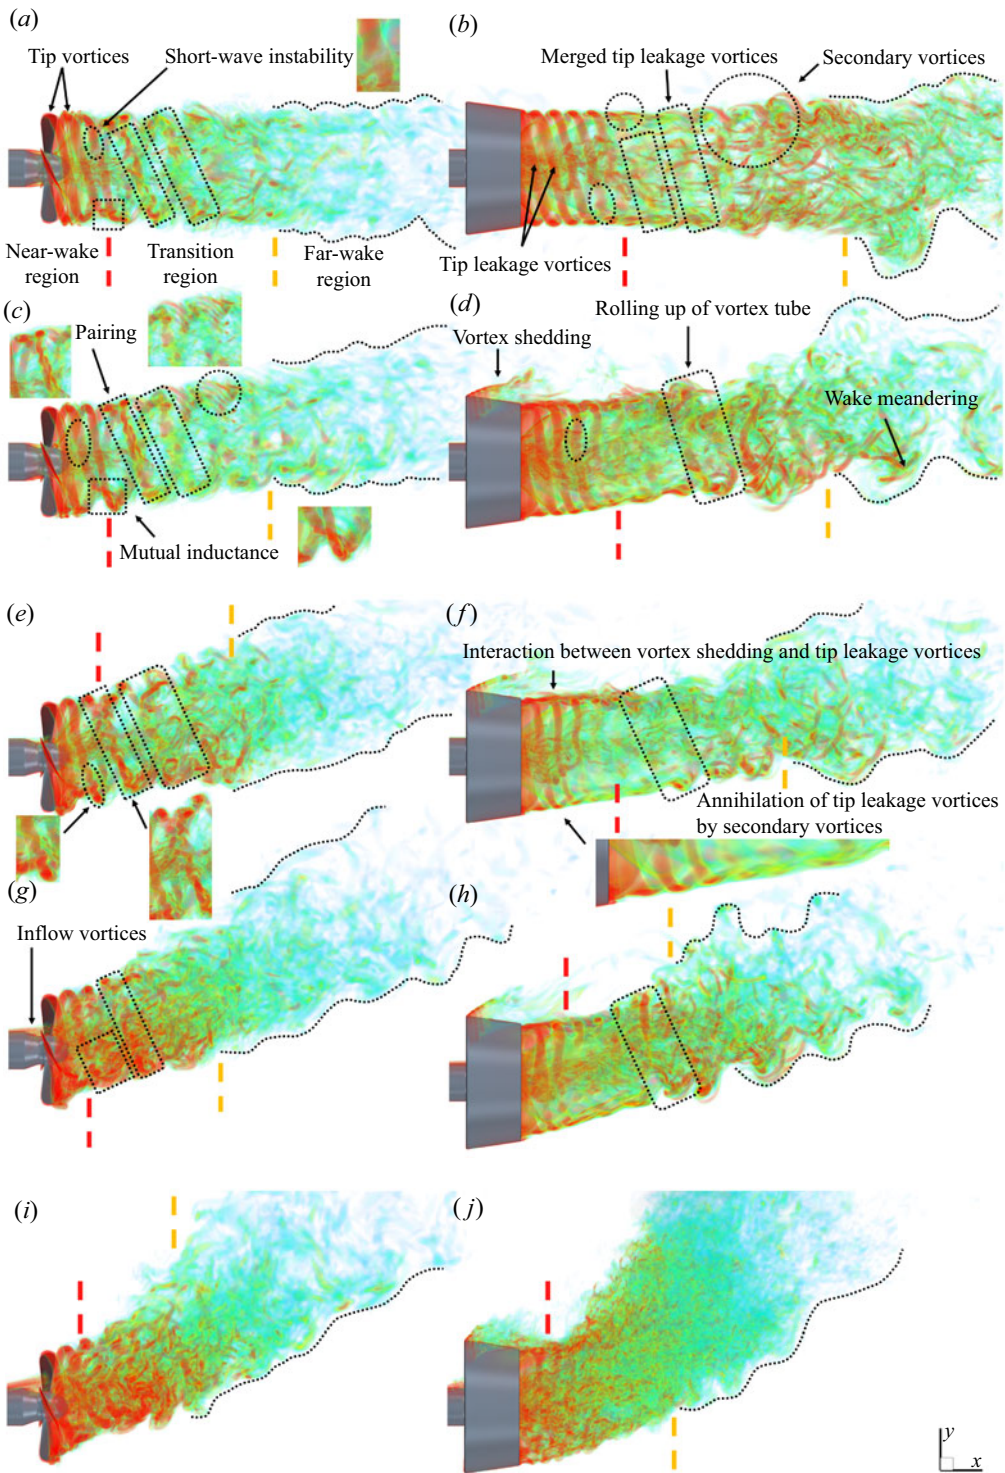 (a)
Tip vortices
Short-wave instability
Near-wake
region
Transition
region
Far-wake
region
(b)
Merged tip leakage vortices
Secondary vortices
Tip leakage vortices
(c)
Pairing
Mutual inductance
(d)
Rolling up of vortex tube
Vortex shedding
Wake meandering
(e)
(f)
Interaction between vortex shedding and tip leakage vortices
Annihilation of tip leakage vortices
by secondary vortices
(g)
Inflow vortices
(h)
(i)
(j)
y
x